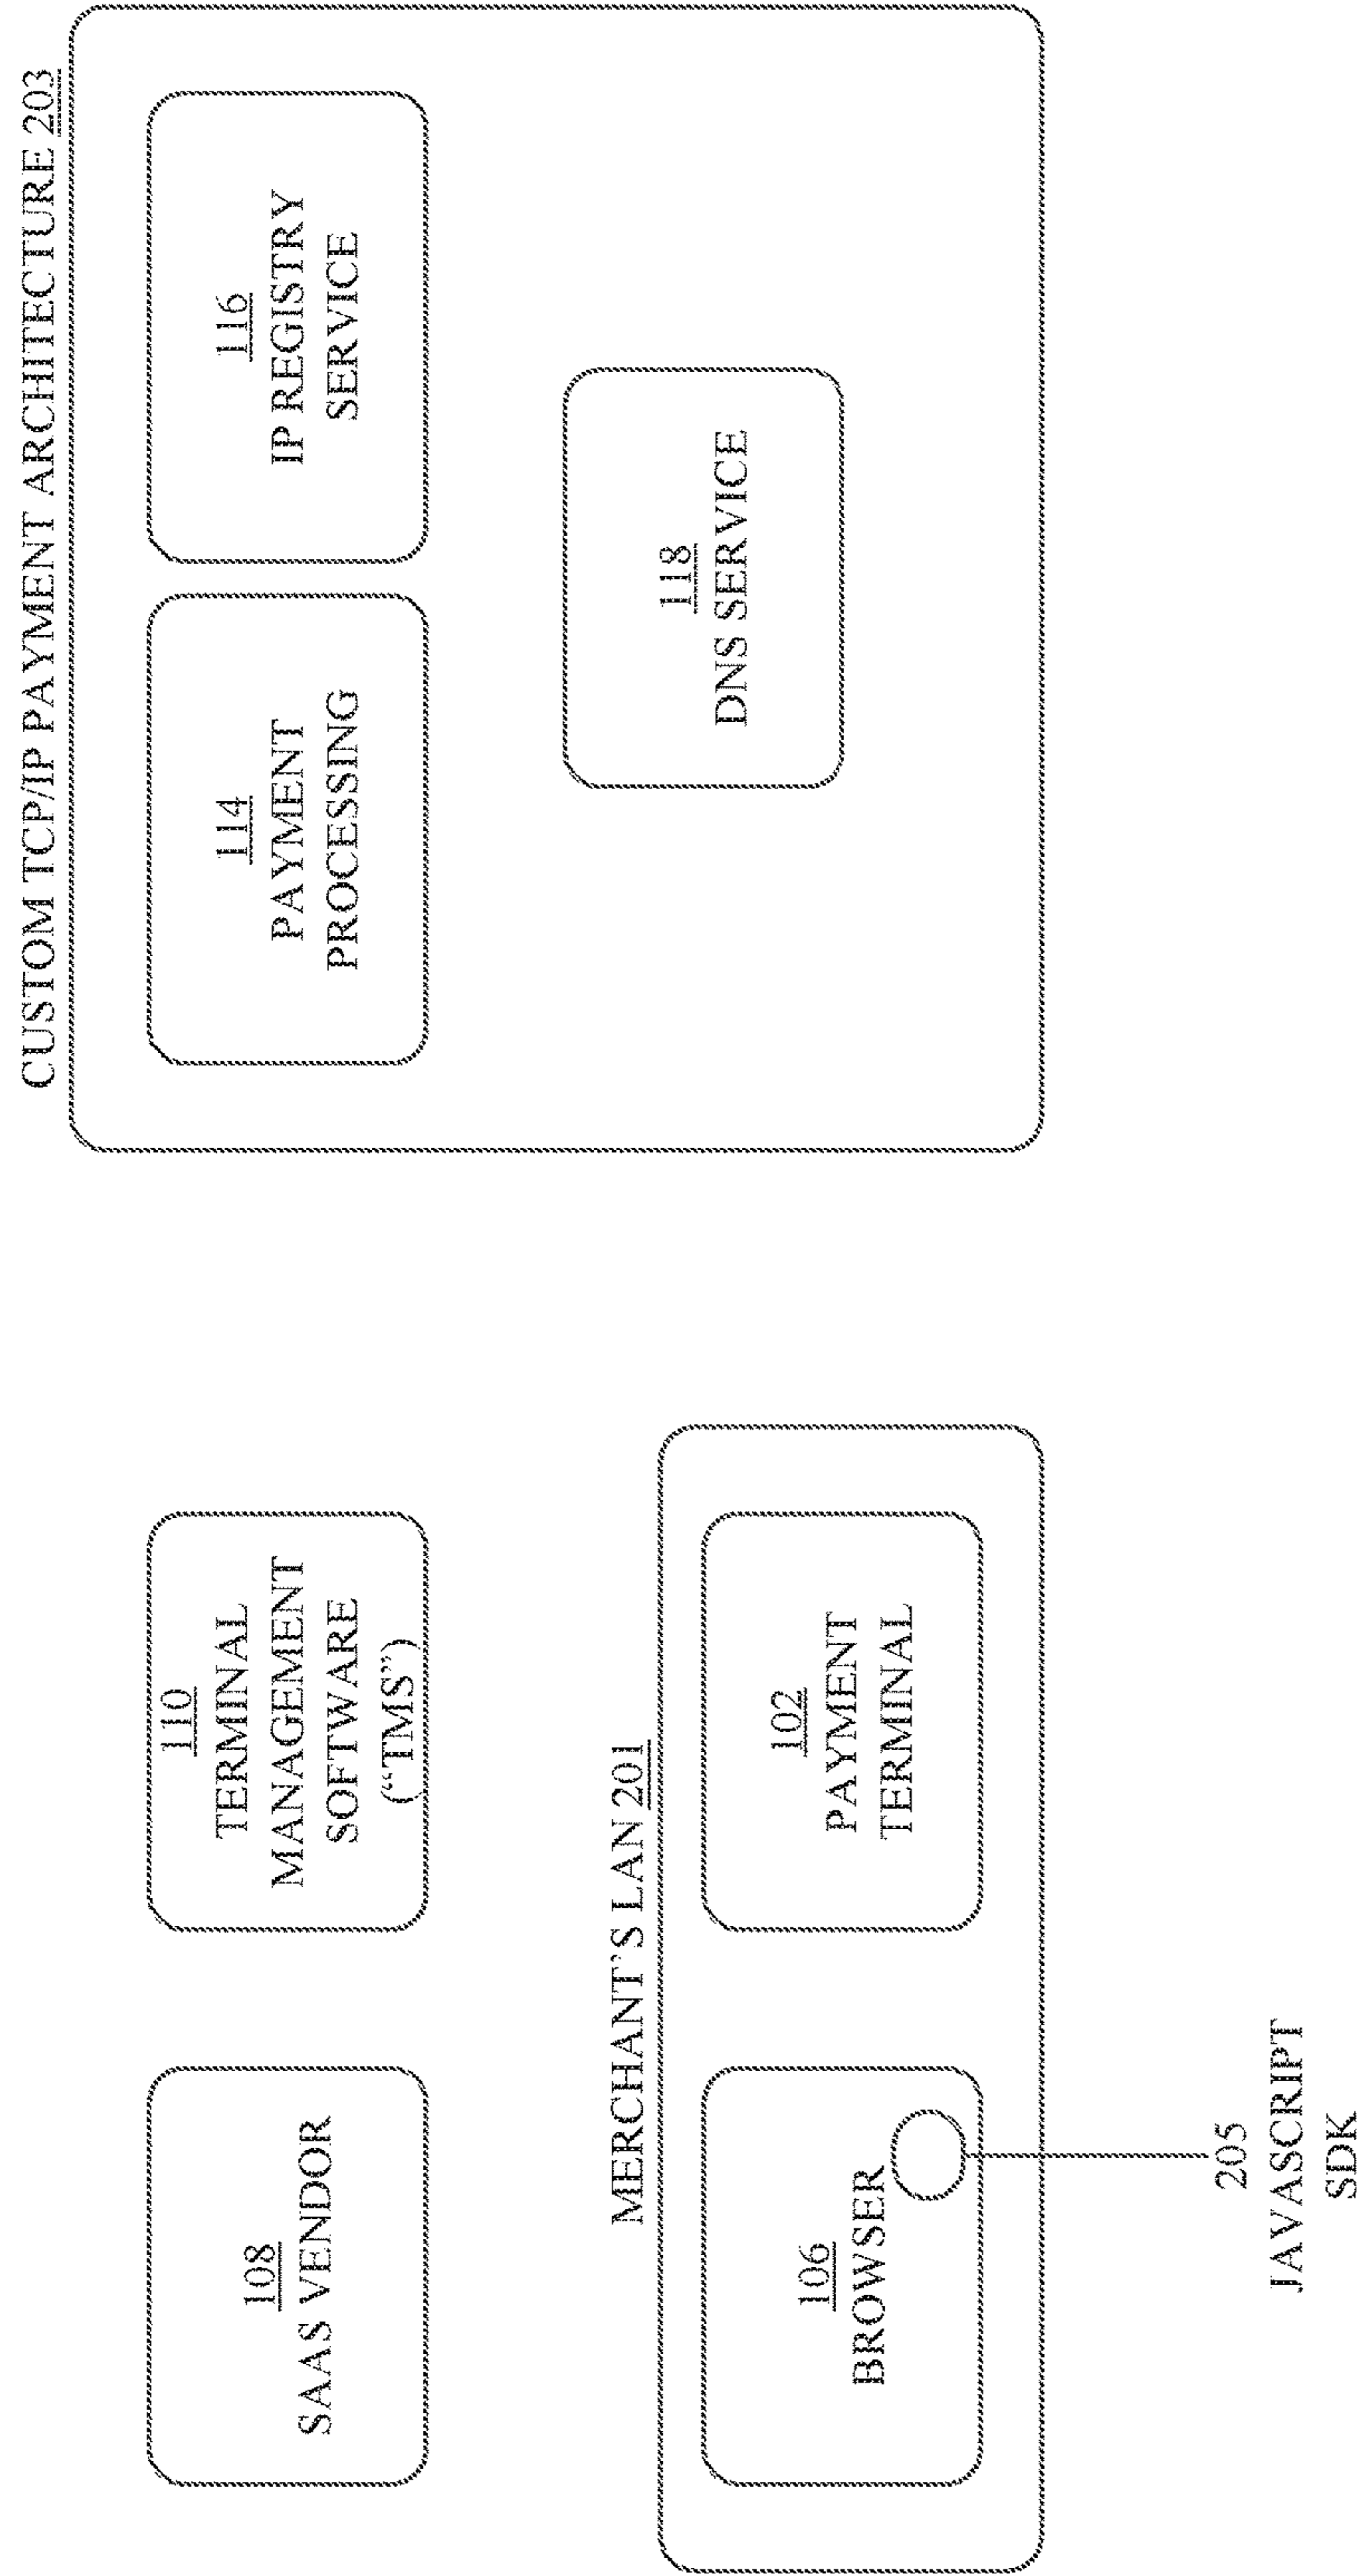 CUSTOM TCP/IP PAYMENT ARCHITECTURE 203
108
SAAS VENDOR
110
TERMINAL
MANAGEMENT
SOFTWARE
(“TMS”)
114
PAYMENT
PROCESSING
116
IP REGISTRY
SERVICE
118
DNS SERVICE
MERCHANT'S LAN 201
106
BROWSER
102
PAYMENT
TERMINAL
205
JAVASCRIPT
SDK